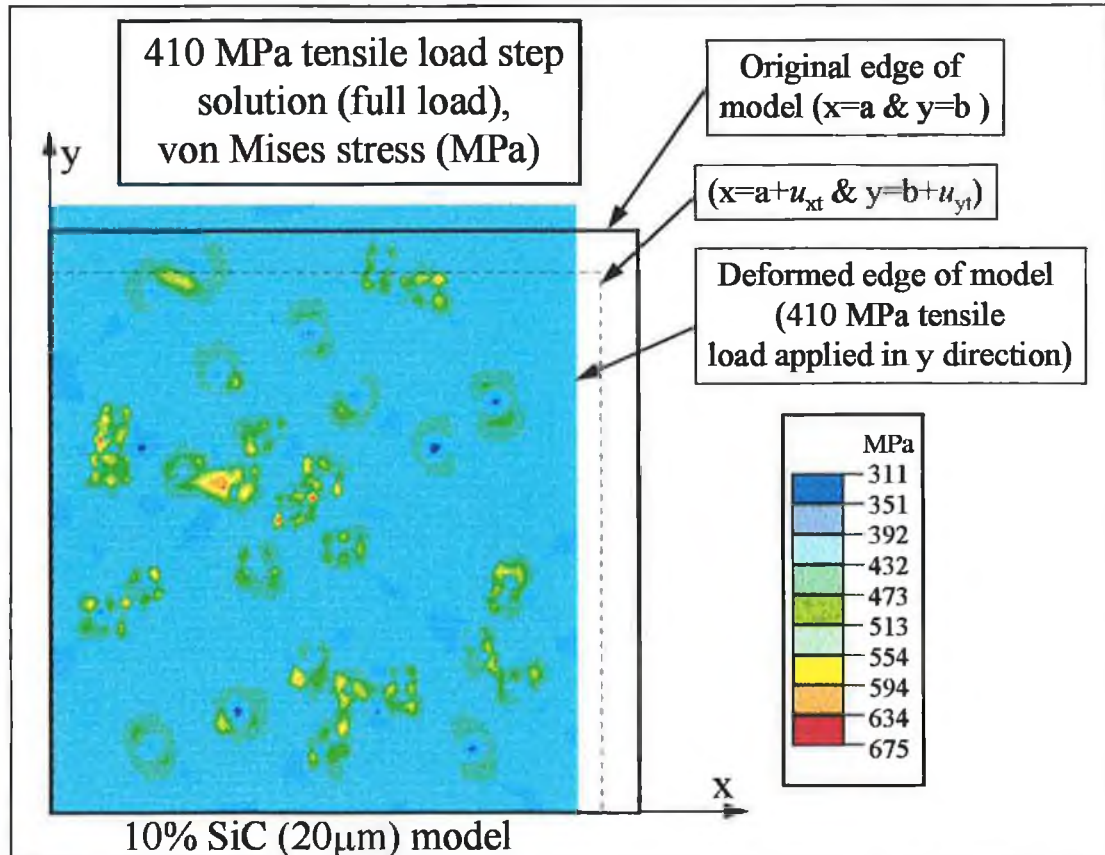 410 MPa tensile load step
solution (full load),
von Mises stress (MPa)
Original edge of
model (x=a & y=b )
(x=a+uxt & y=b+uyt)
Deformed edge of model
(410 MPa tensile
load applied in y direction)
y
MPa
311
351
392
432
473
513
554
594
634
675
x
10% SiC (20μm) model